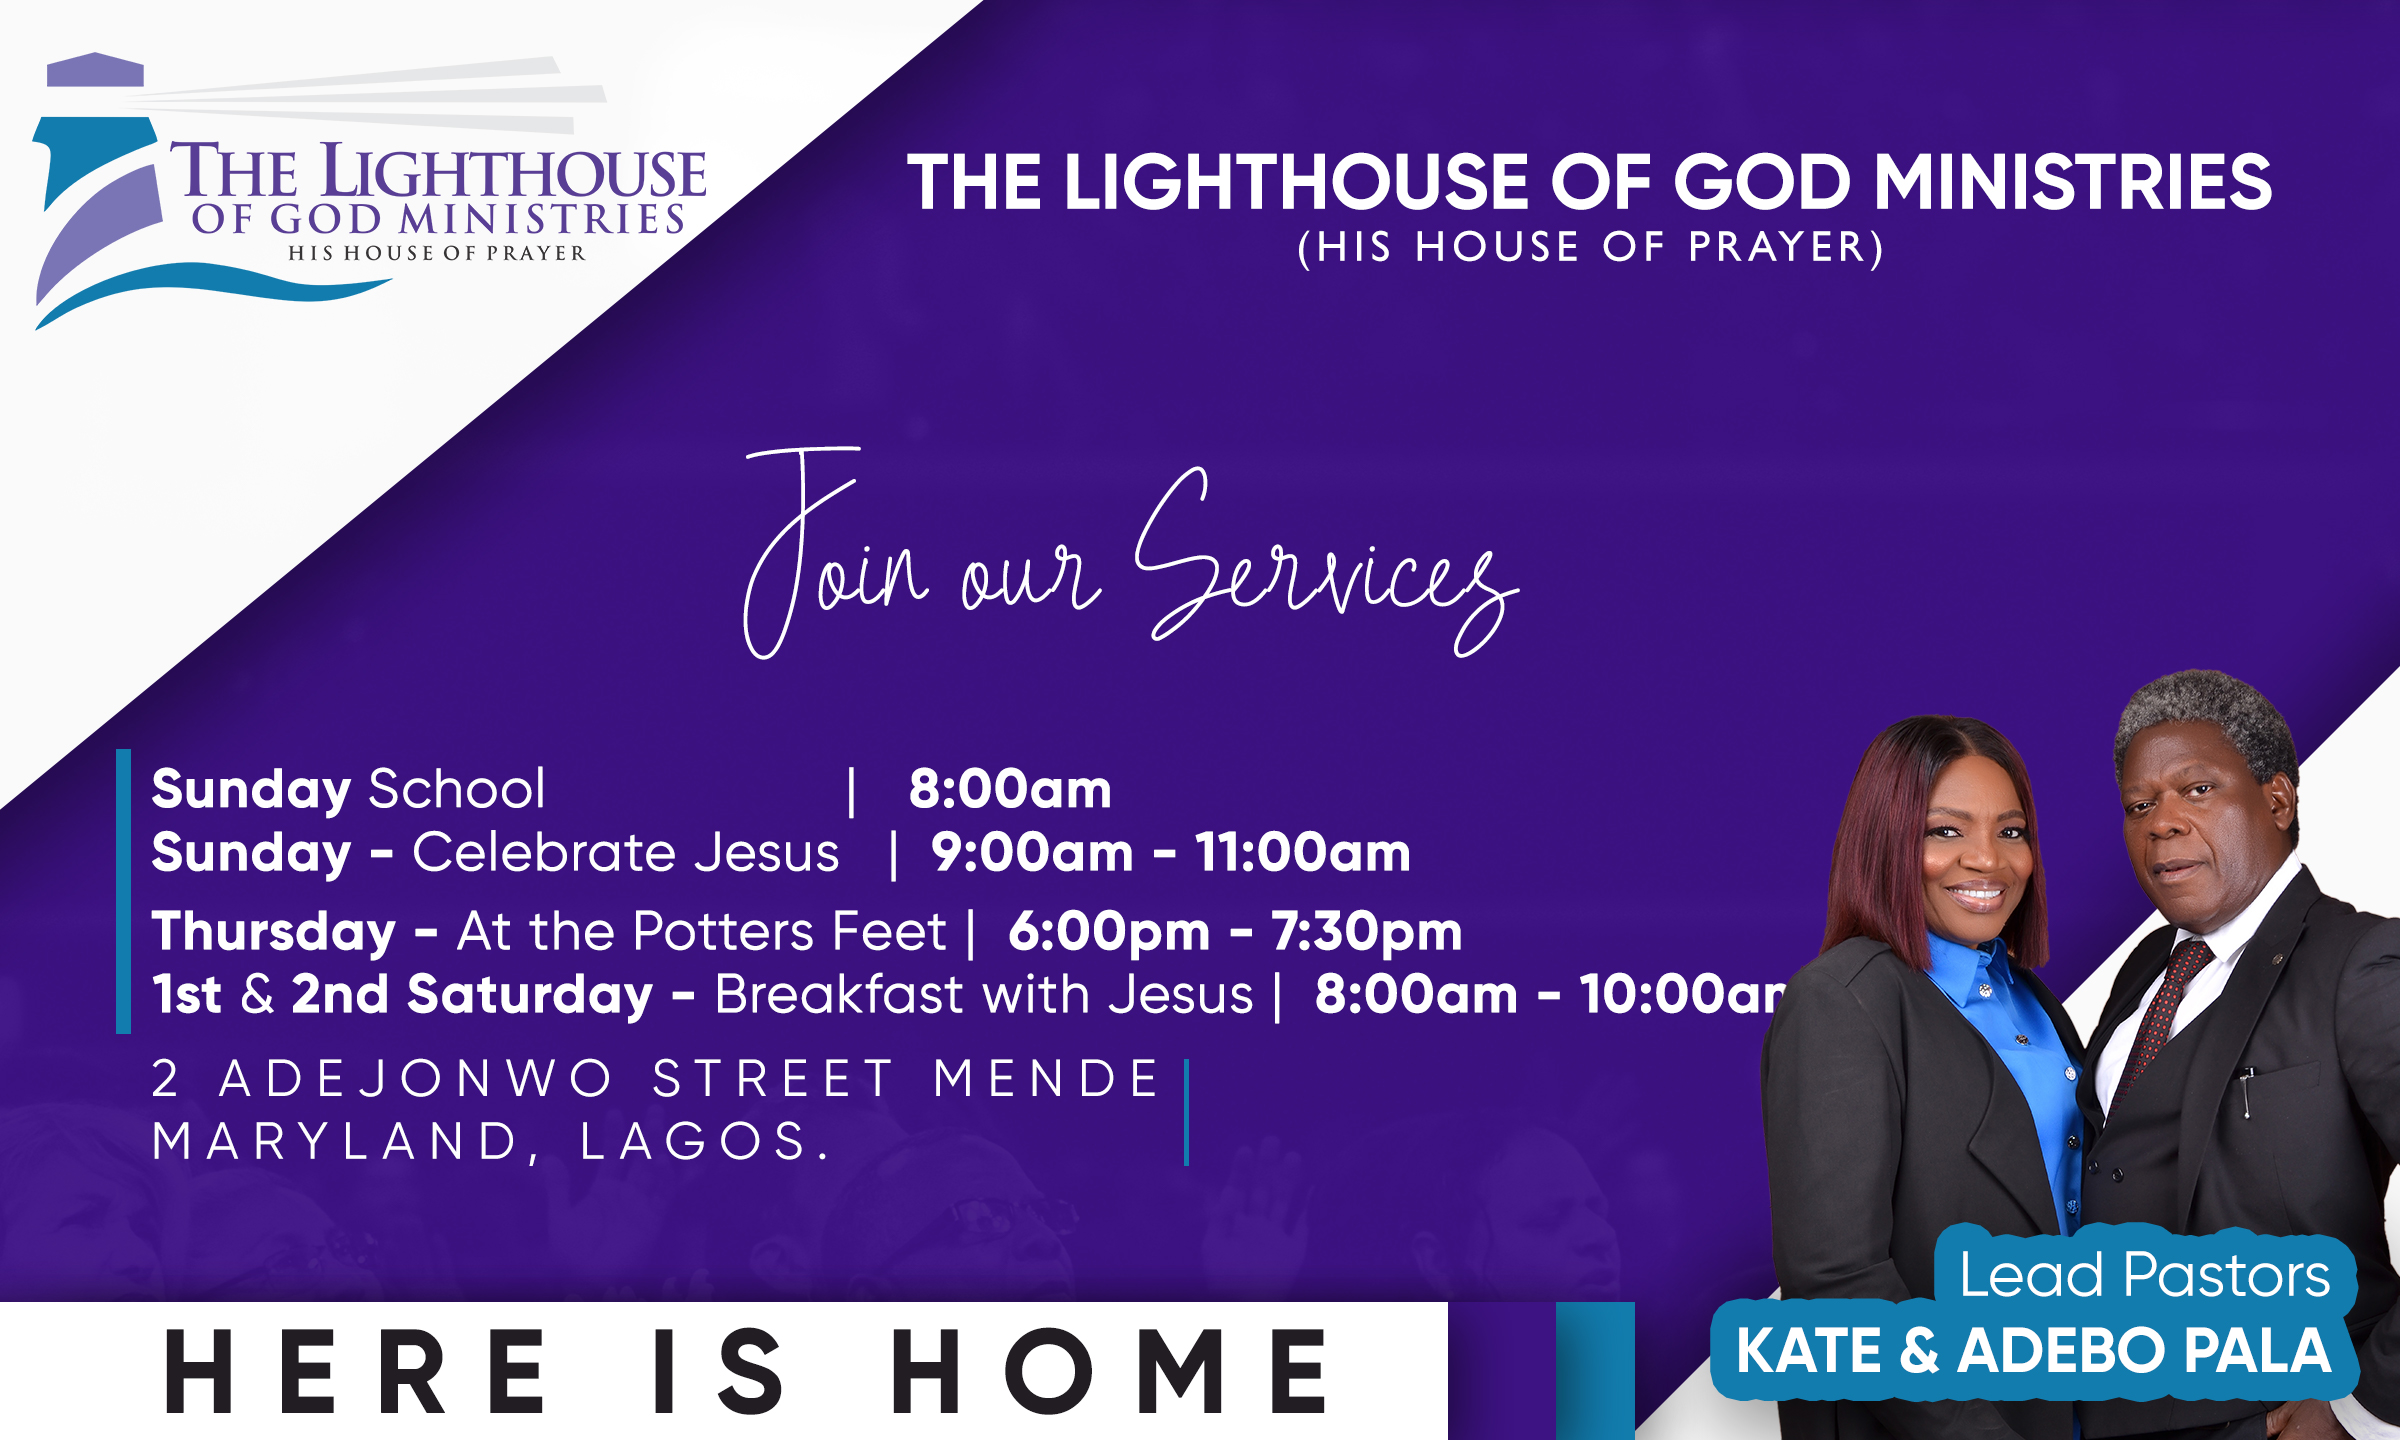 THE LIGHTHOUSE
OF GOD MINISTRIES
HIS HOUSE OF PRAYER
THE LIGHTHOUSE OF GOD MINISTRIES
(HIS HOUSE OF PRAYER)
Join our Services
Sunday School | 8:00am
Sunday - Celebrate Jesus | 9:00am - 11:00am
Thursday - At the Potters Feet | 6:00pm - 7:30pm
1st & 2nd Saturday - Breakfast with Jesus | 8:00am - 10:00am
2 ADEJONWO STREET MENDE
MARYLAND, LAGOS.
Lead Pastors
KATE & ADEBO PALA
HERE IS HOME